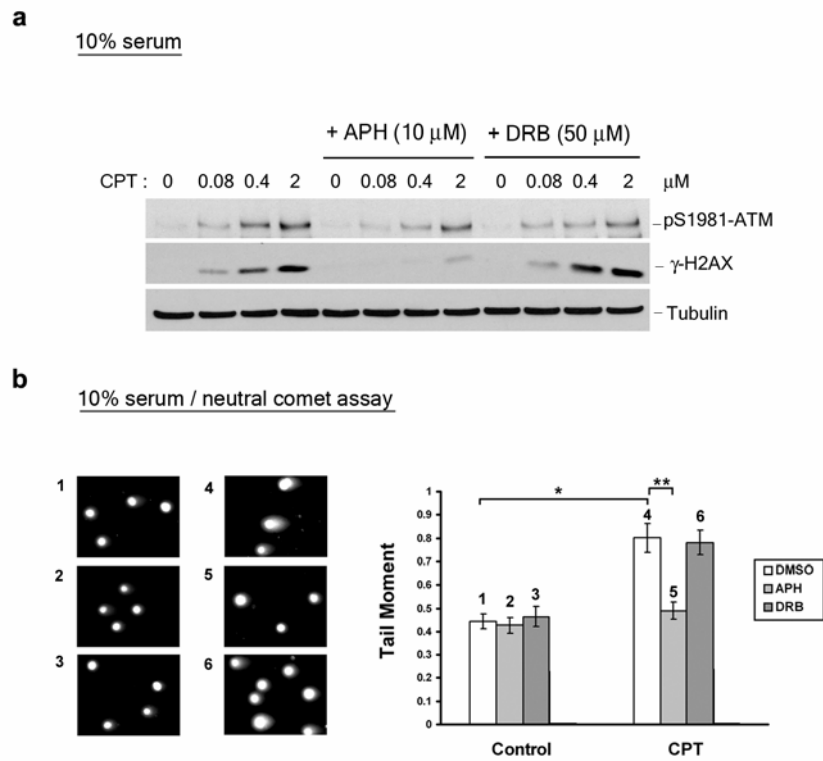 a
10% serum
+ APH (10 μM) + DRB (50 μM)
CPT : 0 0.08 0.4 2 0 0.08 0.4 2 0 0.08 0.4 2 μM
pS1981-ATM
γ-H2AX
Tubulin
b
10% serum / neutral comet assay
1
2
3
4
5
6
Tail Moment
1
0.9
0.8
0.7
0.6
0.5
0.4
0.3
0.2
0.1
0
* **
1 2 3 4 5 6
Control CPT
DMSO
APH
DRB